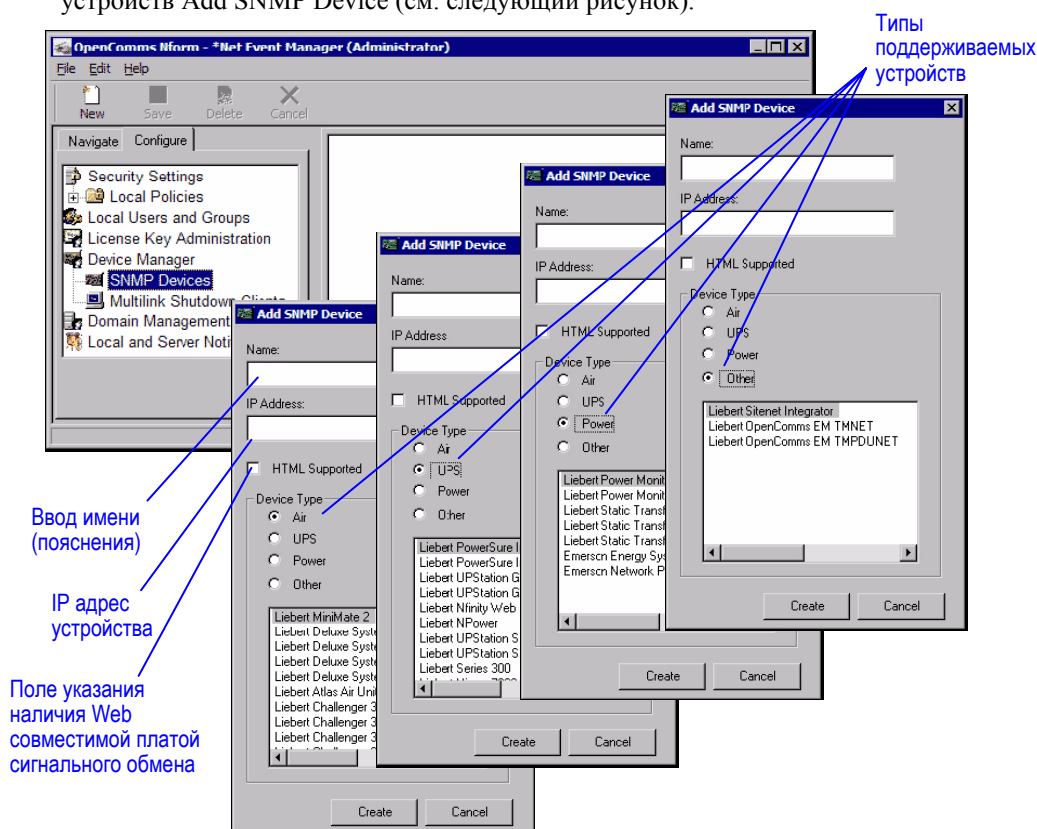 устройств Add SNMP Device (см. следующий рисунок).
Типы
поддерживаемых
устройств
OpenComms Nform - *Net Event Manager (Administrator)
File Edit Help
New Save Delete Cancel
Navigate Configure
Security Settings
Local Policies
Local Users and Groups
License Key Administration
Device Manager
SNMP Devices
Multilink Shutdown Clients
Domain Management
Local and Server Noti
Add SNMP Device
Name:
IP Address:
HTML Supported
Device Type
Air
UPS
Power
Other
Liebert MiniMate 2
Liebert Deluxe Syste
Liebert Deluxe Syste
Liebert Deluxe Syste
Liebert Deluxe Syste
Liebert Atlas Air Uni
Liebert Challenger 3
Liebert Challenger 3
Liebert Challenger 3
Create Cancel
Add SNMP Device
Name:
IP Address
HTML Supported
Device Type
Air
UPS
Power
Other
Liebert PowerSure I
Liebert PowerSure I
Liebert UPStation G
Liebert UPStation G
Liebert Nfinity Web
Liebert NPower
Liebert UPStation S
Liebert UPStation S
Liebert Series 300
Create Cancel
Add SNMP Device
Name:
IP Address:
HTML Supported
Device Type
Air
UPS
Power
Other
Liebert Power Monit
Liebert Power Monit
Liebert Static Transf
Liebert Static Transf
Liebert Static Transf
Emerson Energy Sys
Emerson Network P
Create Cancel
Add SNMP Device
Name:
IP Address:
HTML Supported
Device Type
Air
UPS
Power
Other
Liebert Sitenet Integrator
Liebert OpenComms EM TMNET
Liebert OpenComms EM TMPDUNET
Create Cancel
Ввод имени
(пояснения)
IP адрес
устройства
Поле указания
наличия Web
совместимой платой
сигнального обмена